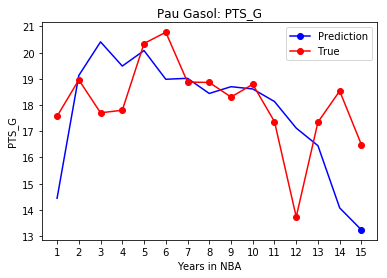 Pau Gasol: PTS_G
Prediction
True
21
20
19
18
17
16
15
14
13
PTS_G
1 2 3 4 5 6 7 8 9 10 11 12 13 14 15
Years in NBA